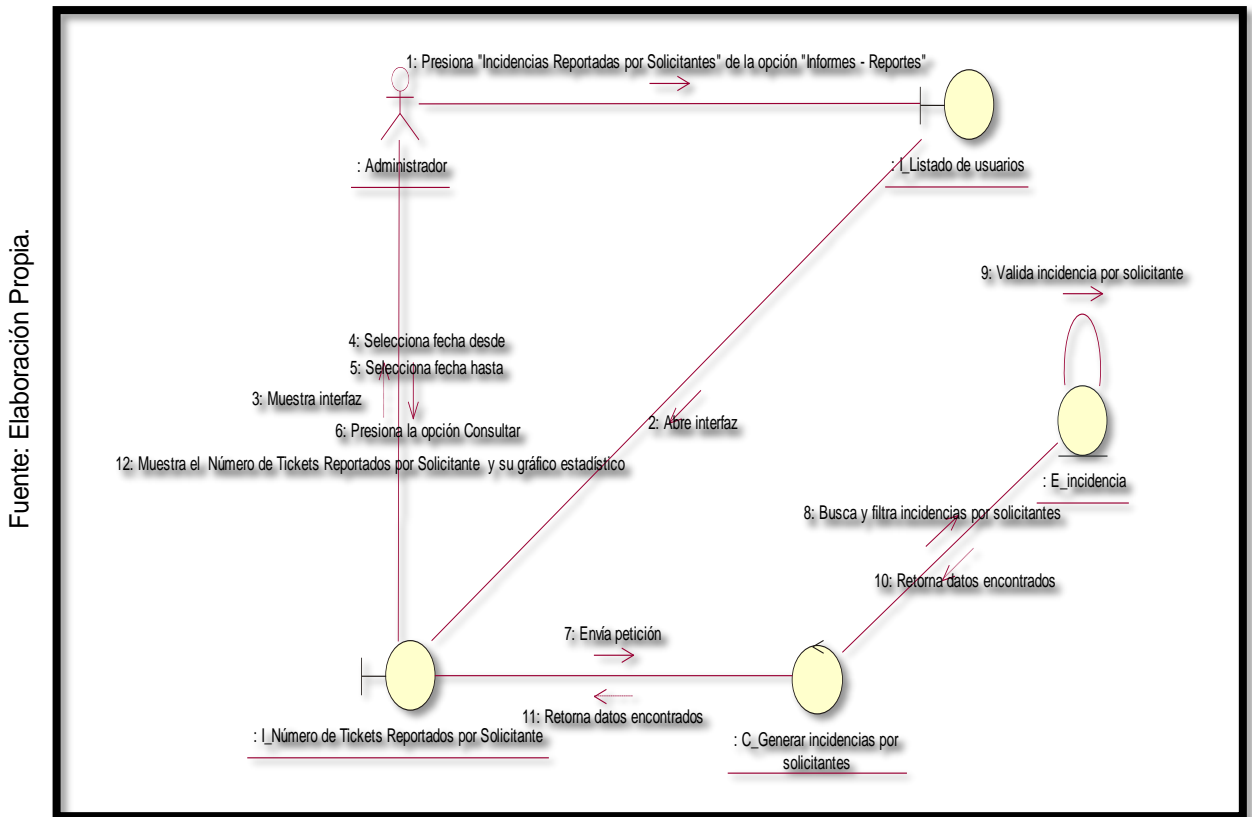 Fuente: Elaboración Propia.
1: Presiona "Incidencias Reportadas por Solicitantes" de la opción "Informes - Reportes"
: Administrador
: I_Listado de usuarios
9: Valida incidencia por solicitante
4: Selecciona fecha desde
5: Selecciona fecha hasta
3: Muestra interfaz
6: Presiona la opción Consultar
2: Abre interfaz
12: Muestra el  Número de Tickets Reportados por Solicitante  y su gráfico estadístico
: E_incidencia
8: Busca y filtra incidencias por solicitantes
10: Retorna datos encontrados
7: Envía petición
11: Retorna datos encontrados
: I_Número de Tickets Reportados por Solicitante
: C_Generar incidencias por
solicitantes